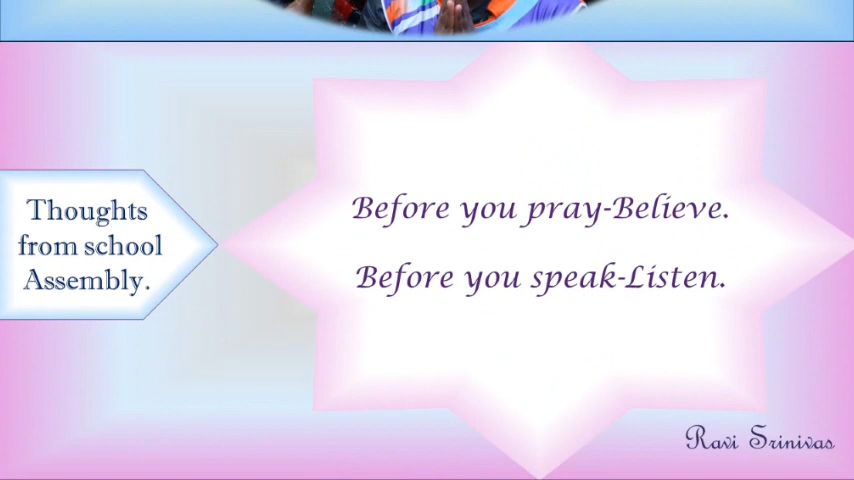 Thoughts
from school
Assembly.
Before you pray-Believe.
Before you speak-Listen.
Ravi Srinivas